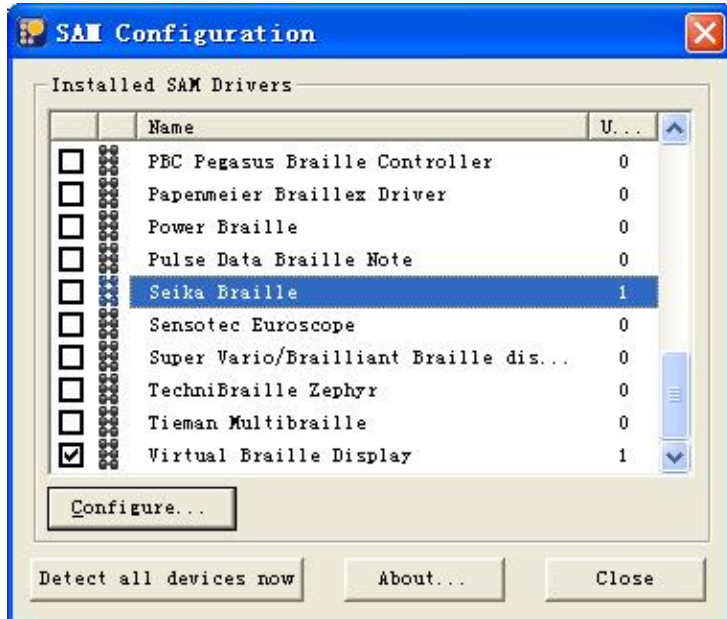 SAM Configuration
Installed SAM Drivers
Name U...
PBC Pegasus Braille Controller 0
Papenmeier Braillex Driver 0
Power Braille 0
Pulse Data Braille Note 0
Seika Braille 1
Sensotec Euroscope 0
Super Vario/Brailliant Braille dis... 0
TechniBraille Zephyr 0
Tieman Multibraille 0
Virtual Braille Display 1
Configure...
Detect all devices now About... Close